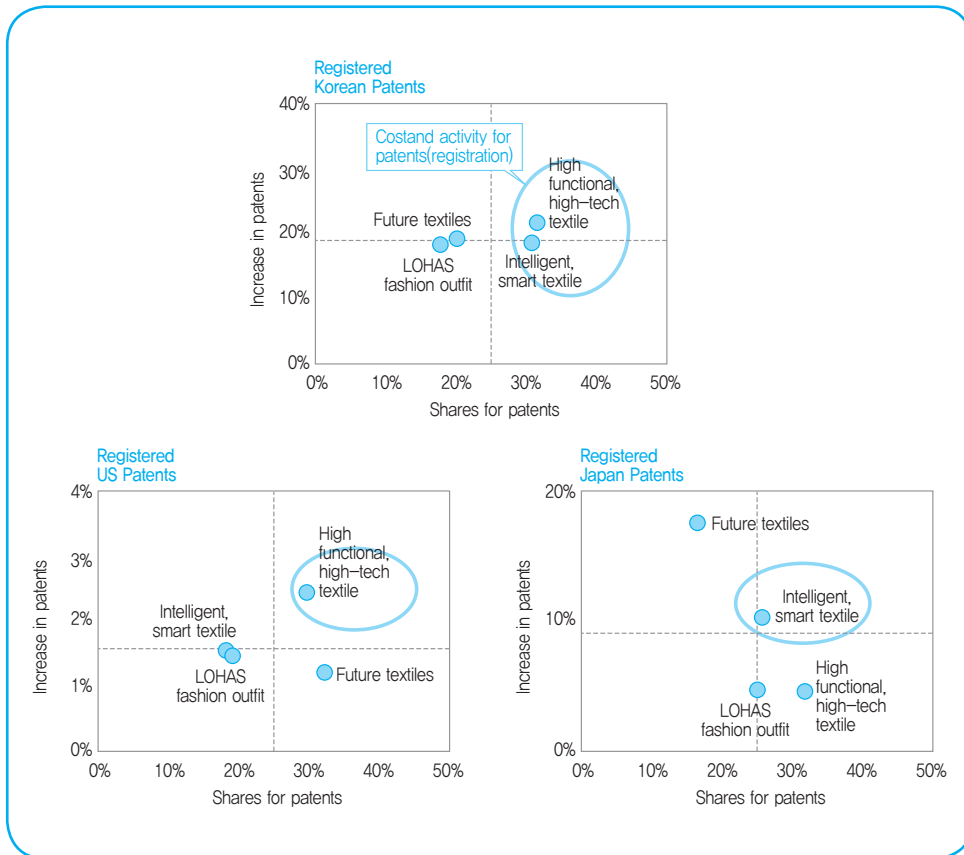 Registered
Korean Patents
40%
30%
20%
10%
0%
Increase in patents
Costand activity for
patents(registration)
High
functional,
high-tech
textile
Future textiles
LOHAS
fashion outfit
Intelligent,
smart textile
0%
10%
20%
30%
40%
50%
Shares for patents
Registered
US Patents
4%
3%
2%
1%
0%
Increase in patents
High
functional,
high-tech
textile
Intelligent,
smart textile
LOHAS
fashion outfit
Future textiles
0%
10%
20%
30%
40%
50%
Shares for patents
Registered
Japan Patents
20%
10%
0%
Increase in patents
Future textiles
Intelligent,
smart textile
LOHAS
fashion outfit
High
functional,
high-tech
textile
0%
10%
20%
30%
40%
50%
Shares for patents